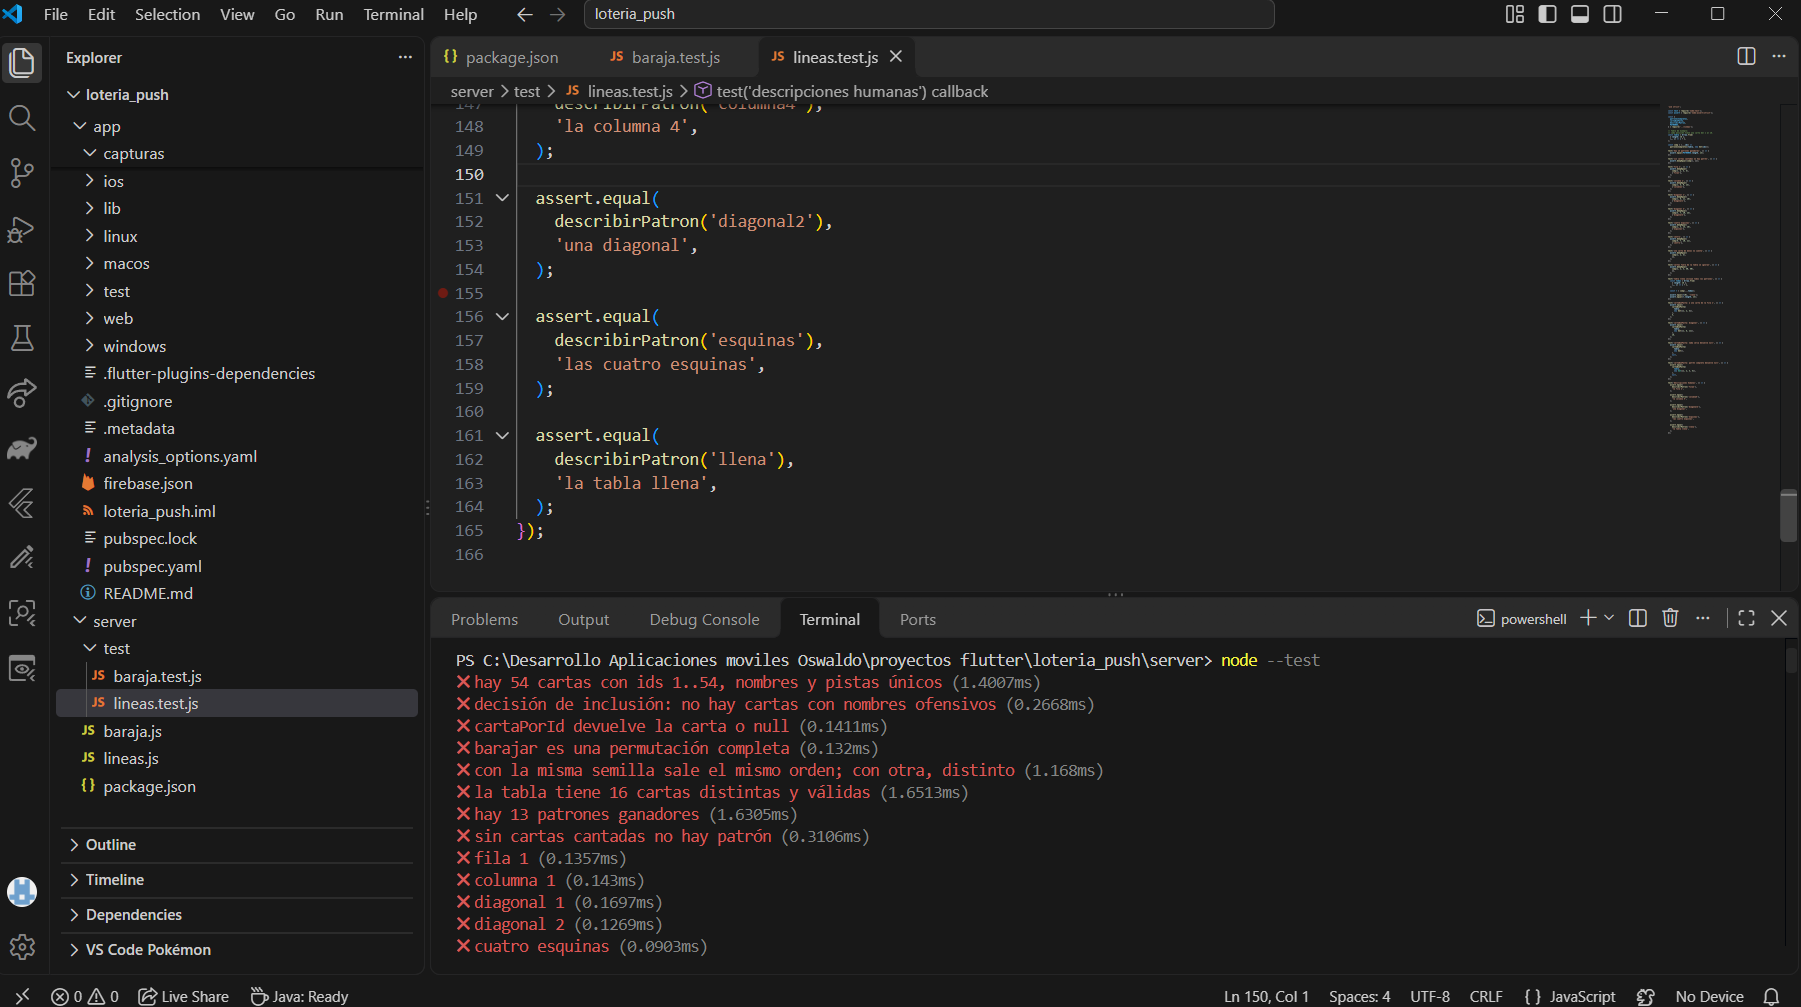 File Edit Selection View Go Run Terminal Help
loteria_push
Explorer
loteria_push
app
capturas
ios
lib
linux
macos
test
web
windows
.flutter-plugins-dependencies
.gitignore
.metadata
analysis_options.yaml
firebase.json
loteria_push.iml
pubspec.lock
pubspec.yaml
README.md
server
test
JS baraja.test.js
JS lineas.test.js
JS baraja.js
JS lineas.js
{} package.json
Outline
Timeline
Dependencies
VS Code Pokémon
{} package.json
JS baraja.test.js
JS lineas.test.js
server > test > JS lineas.test.js > test('descripciones humanas') callback
147 describirPatron('columna4'),
148 'la columna 4',
149 );
150
151 assert.equal(
152 describirPatron('diagonal2'),
153 'una diagonal',
154 );
155
156 assert.equal(
157 describirPatron('esquinas'),
158 'las cuatro esquinas',
159 );
160
161 assert.equal(
162 describirPatron('llena'),
163 'la tabla llena',
164 );
165 });
166
Problems Output Debug Console Terminal Ports
powershell
PS C:\Desarrollo Aplicaciones moviles Oswaldo\proyectos flutter\loteria_push\server> node --test
hay 54 cartas con ids 1..54, nombres y pistas únicos (1.4007ms)
decisión de inclusión: no hay cartas con nombres ofensivos (0.2668ms)
cartaPorId devuelve la carta o null (0.1411ms)
barajar es una permutación completa (0.132ms)
con la misma semilla sale el mismo orden; con otra, distinto (1.168ms)
la tabla tiene 16 cartas distintas y válidas (1.6513ms)
hay 13 patrones ganadores (1.6305ms)
sin cartas cantadas no hay patrón (0.3106ms)
fila 1 (0.1357ms)
columna 1 (0.143ms)
diagonal 1 (0.1697ms)
diagonal 2 (0.1269ms)
cuatro esquinas (0.0903ms)
0 0 Live Share Java: Ready
Ln 150, Col 1 Spaces: 4 UTF-8 CRLF {} JavaScript No Device